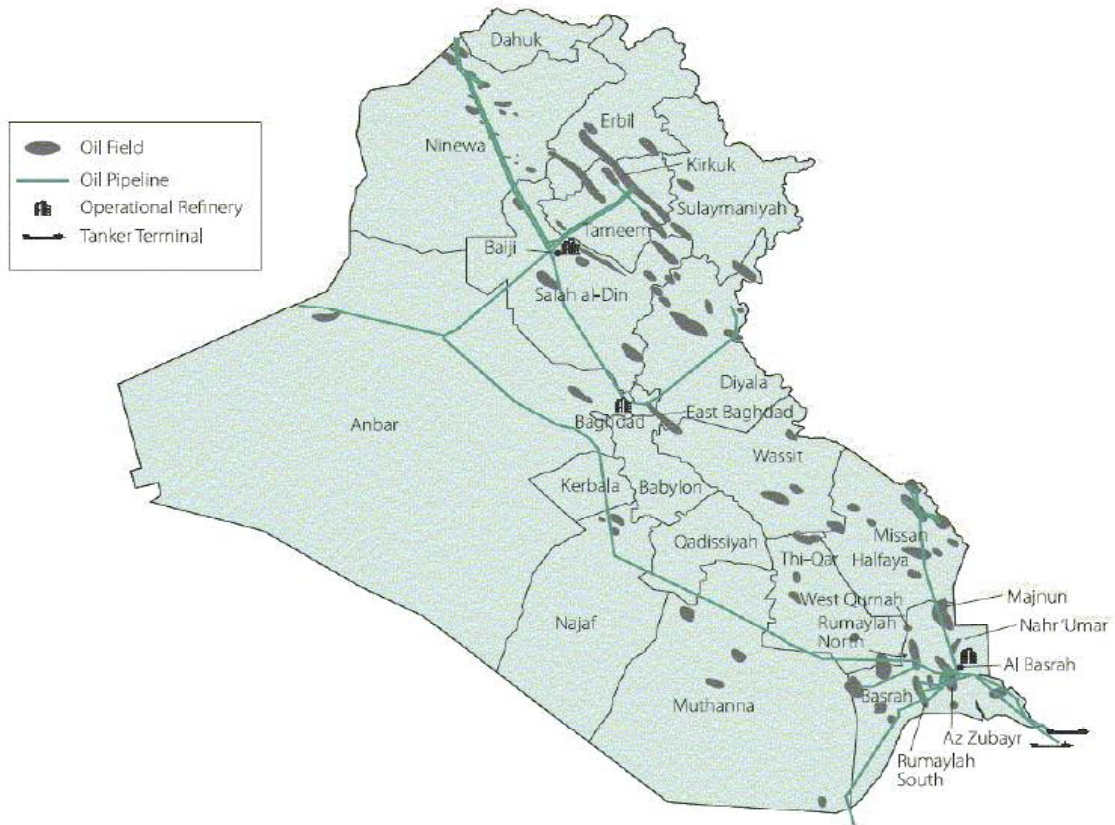 Oil Field
Oil Pipeline
Operational Refinery
Tanker Terminal
Dahuk
Erbil
Ninewa
Kirkuk
Sulaymaniyah
Tameem
Baiji
Salah al-Din
Diyala
East Baghdad
Baghdad
Anbar
Wassit
Kerbala
Babylon
Qadissiyah
Missan
Thi-Qar
Halfaya
West Qurnah
Majnun
Rumaylah
North
Nahr ‘Umar
Najaf
Al Basrah
Basrah
Muthanna
Az Zubayr
Rumaylah
South